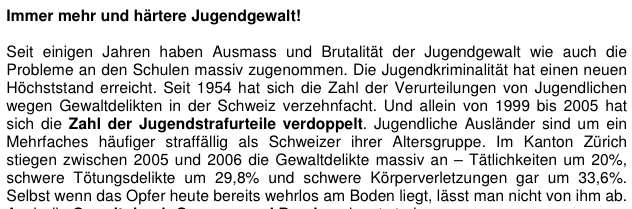 Immer mehr und härtere Jugendgewalt!
Seit einigen Jahren haben Ausmass und Brutalität der Jugendgewalt wie auch die
Probleme an den Schulen massiv zugenommen. Die Jugendkriminalität hat einen neuen
Höchststand erreicht. Seit 1954 hat sich die Zahl der Verurteilungen von Jugendlichen
wegen Gewaltdelikten in der Schweiz verzehnfacht. Und allein von 1999 bis 2005 hat
sich die Zahl der Jugendstrafurteile verdoppelt. Jugendliche Ausländer sind um ein
Mehrfaches häufiger straffällig als Schweizer ihrer Altersgruppe. Im Kanton Zürich
stiegen zwischen 2005 und 2006 die Gewaltdelikte massiv an – Tätlichkeiten um 20%,
schwere Tötungsdelikte um 29,8% und schwere Körperverletzungen gar um 33,6%.
Selbst wenn das Opfer heute bereits wehrlos am Boden liegt, lässt man nicht von ihm ab.